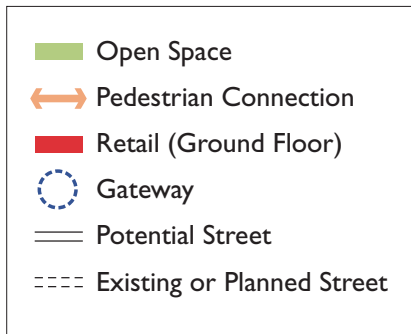 Open Space
Pedestrian Connection
Retail (Ground Floor)
Gateway
Potential Street
Existing or Planned Street